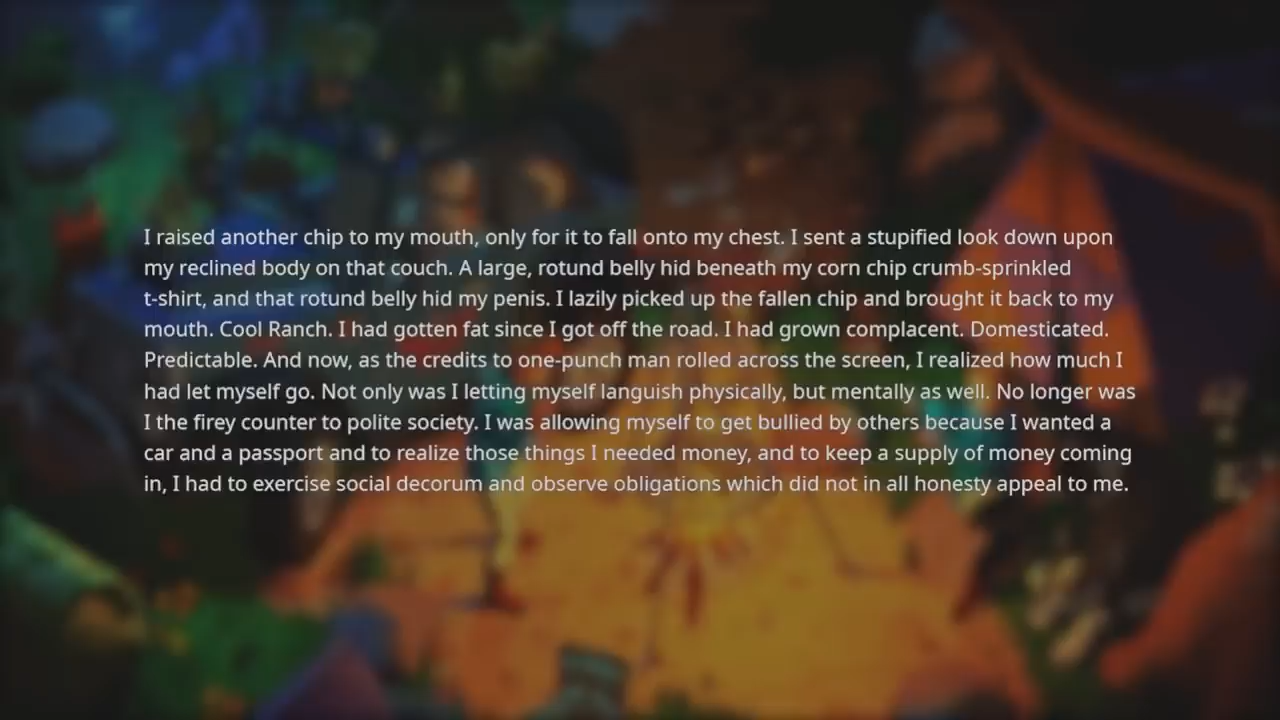 I raised another chip to my mouth, only for it to fall onto my chest. I sent a stupified look down upon
my reclined body on that couch. A large, rotund belly hid beneath my corn chip crumb-sprinkled
t-shirt, and that rotund belly hid my penis. I lazily picked up the fallen chip and brought it back to my
mouth. Cool Ranch. I had gotten fat since I got off the road. I had grown complacent. Domesticated.
Predictable. And now, as the credits to one-punch man rolled across the screen, I realized how much I
had let myself go. Not only was I letting myself languish physically, but mentally as well. No longer was
I the firey counter to polite society. I was allowing myself to get bullied by others because I wanted a
car and a passport and to realize those things I needed money, and to keep a supply of money coming
in, I had to exercise social decorum and observe obligations which did not in all honesty appeal to me.